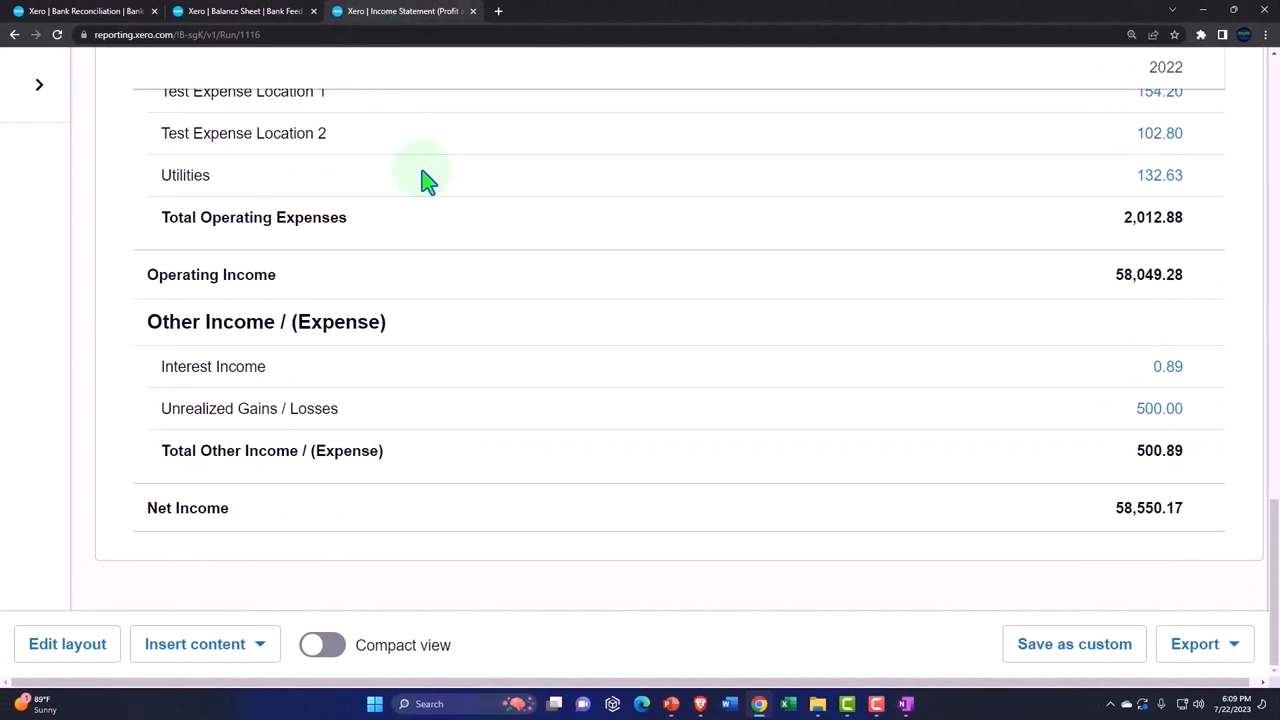 Xero | Bank Reconciliation | Bank
Xero | Balance Sheet | Bank Feed
Xero | Income Statement (Profit
reporting.xero.com/!B-sgK/v1/Run/1116
2022
Test Expense Location 1 154.20
Test Expense Location 2 102.80
Utilities 132.63
Total Operating Expenses 2,012.88
Operating Income 58,049.28
Other Income / (Expense)
Interest Income 0.89
Unrealized Gains / Losses 500.00
Total Other Income / (Expense) 500.89
Net Income 58,550.17
Edit layout Insert content Compact view Save as custom Export
89°F
Sunny
Search
6:09 PM
7/22/2023